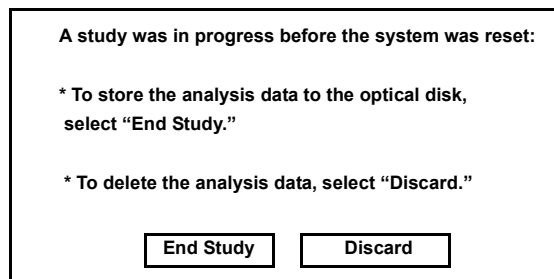 A study was in progress before the system was reset:
* To store the analysis data to the optical disk,
select “End Study.”
* To delete the analysis data, select “Discard.”
End Study
Discard